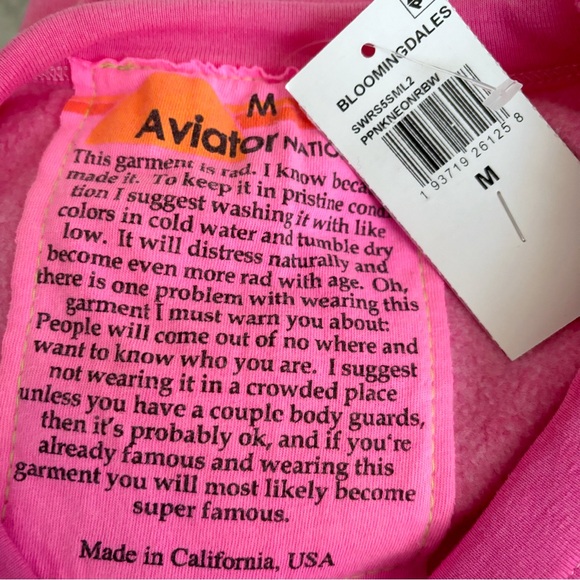 M
Aviator NATIO
This garment is rad. I know beca
made it. To keep it in pristine condi
tion I suggest washing it with like
colors in cold water and tumble dry
low. It will distress naturally and
become even more rad with age. Oh,
there is one problem with wearing this
garment I must warn you about:
People will come out of no where and
want to know who you are. I suggest
not wearing it in a crowded place
unless you have a couple body guards,
then it's probably ok, and if you're
already famous and wearing this
garment you will most likely become
super famous.
Made in California, USA
BLOOMINGDALES
SWRS5SML2
PPNKNEONRBW
1 93719 26125 8
M